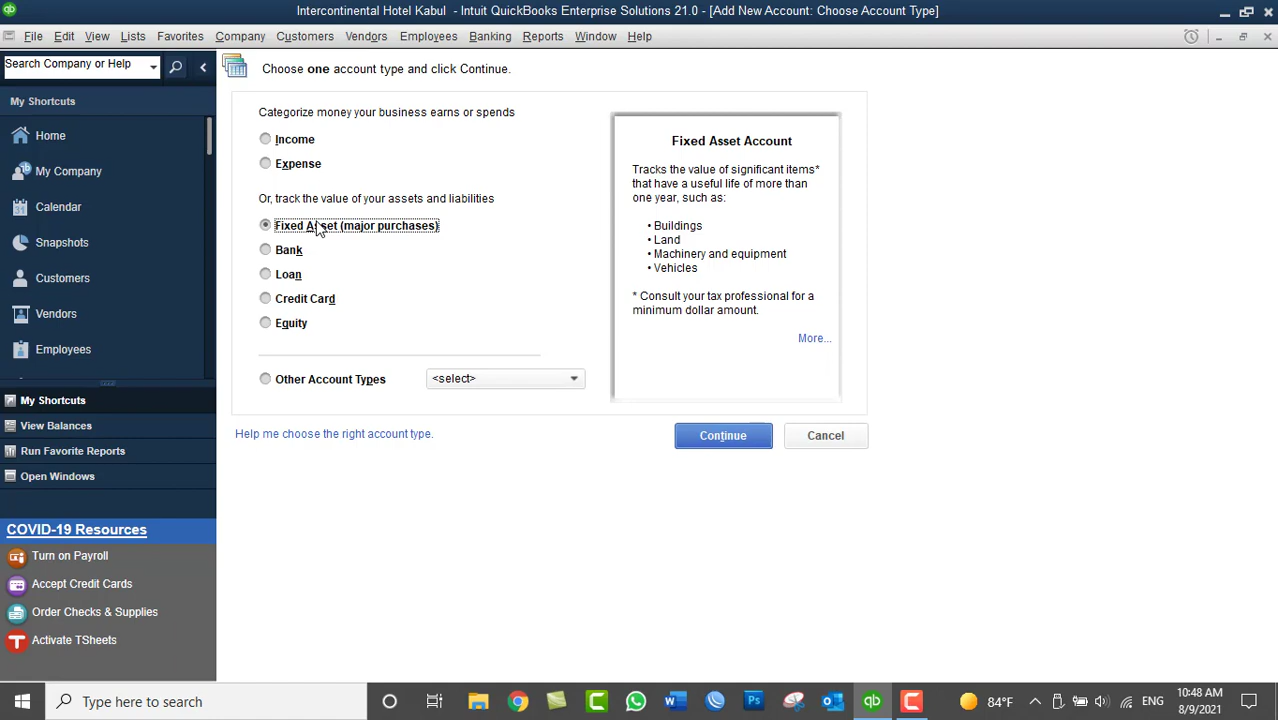 Intercontinental Hotel Kabul - Intuit QuickBooks Enterprise Solutions 21.0 - [Add New Account: Choose Account Type]
File Edit View Lists Favorites Company Customers Vendors Employees Banking Reports Window Help
Search Company or Help
My Shortcuts
Home
My Company
Calendar
Snapshots
Customers
Vendors
Employees
My Shortcuts
View Balances
Run Favorite Reports
Open Windows
COVID-19 Resources
Turn on Payroll
Accept Credit Cards
Order Checks & Supplies
Activate TSheets
Choose one account type and click Continue.
Categorize money your business earns or spends
Income
Expense
Or, track the value of your assets and liabilities
Fixed Asset (major purchases)
Bank
Loan
Credit Card
Equity
Other Account Types <select>
Fixed Asset Account
Tracks the value of significant items*
that have a useful life of more than
one year, such as:
• Buildings
• Land
• Machinery and equipment
• Vehicles
* Consult your tax professional for a
minimum dollar amount.
More...
Help me choose the right account type.
Continue
Cancel
Type here to search
84°F
ENG
10:48 AM
8/9/2021